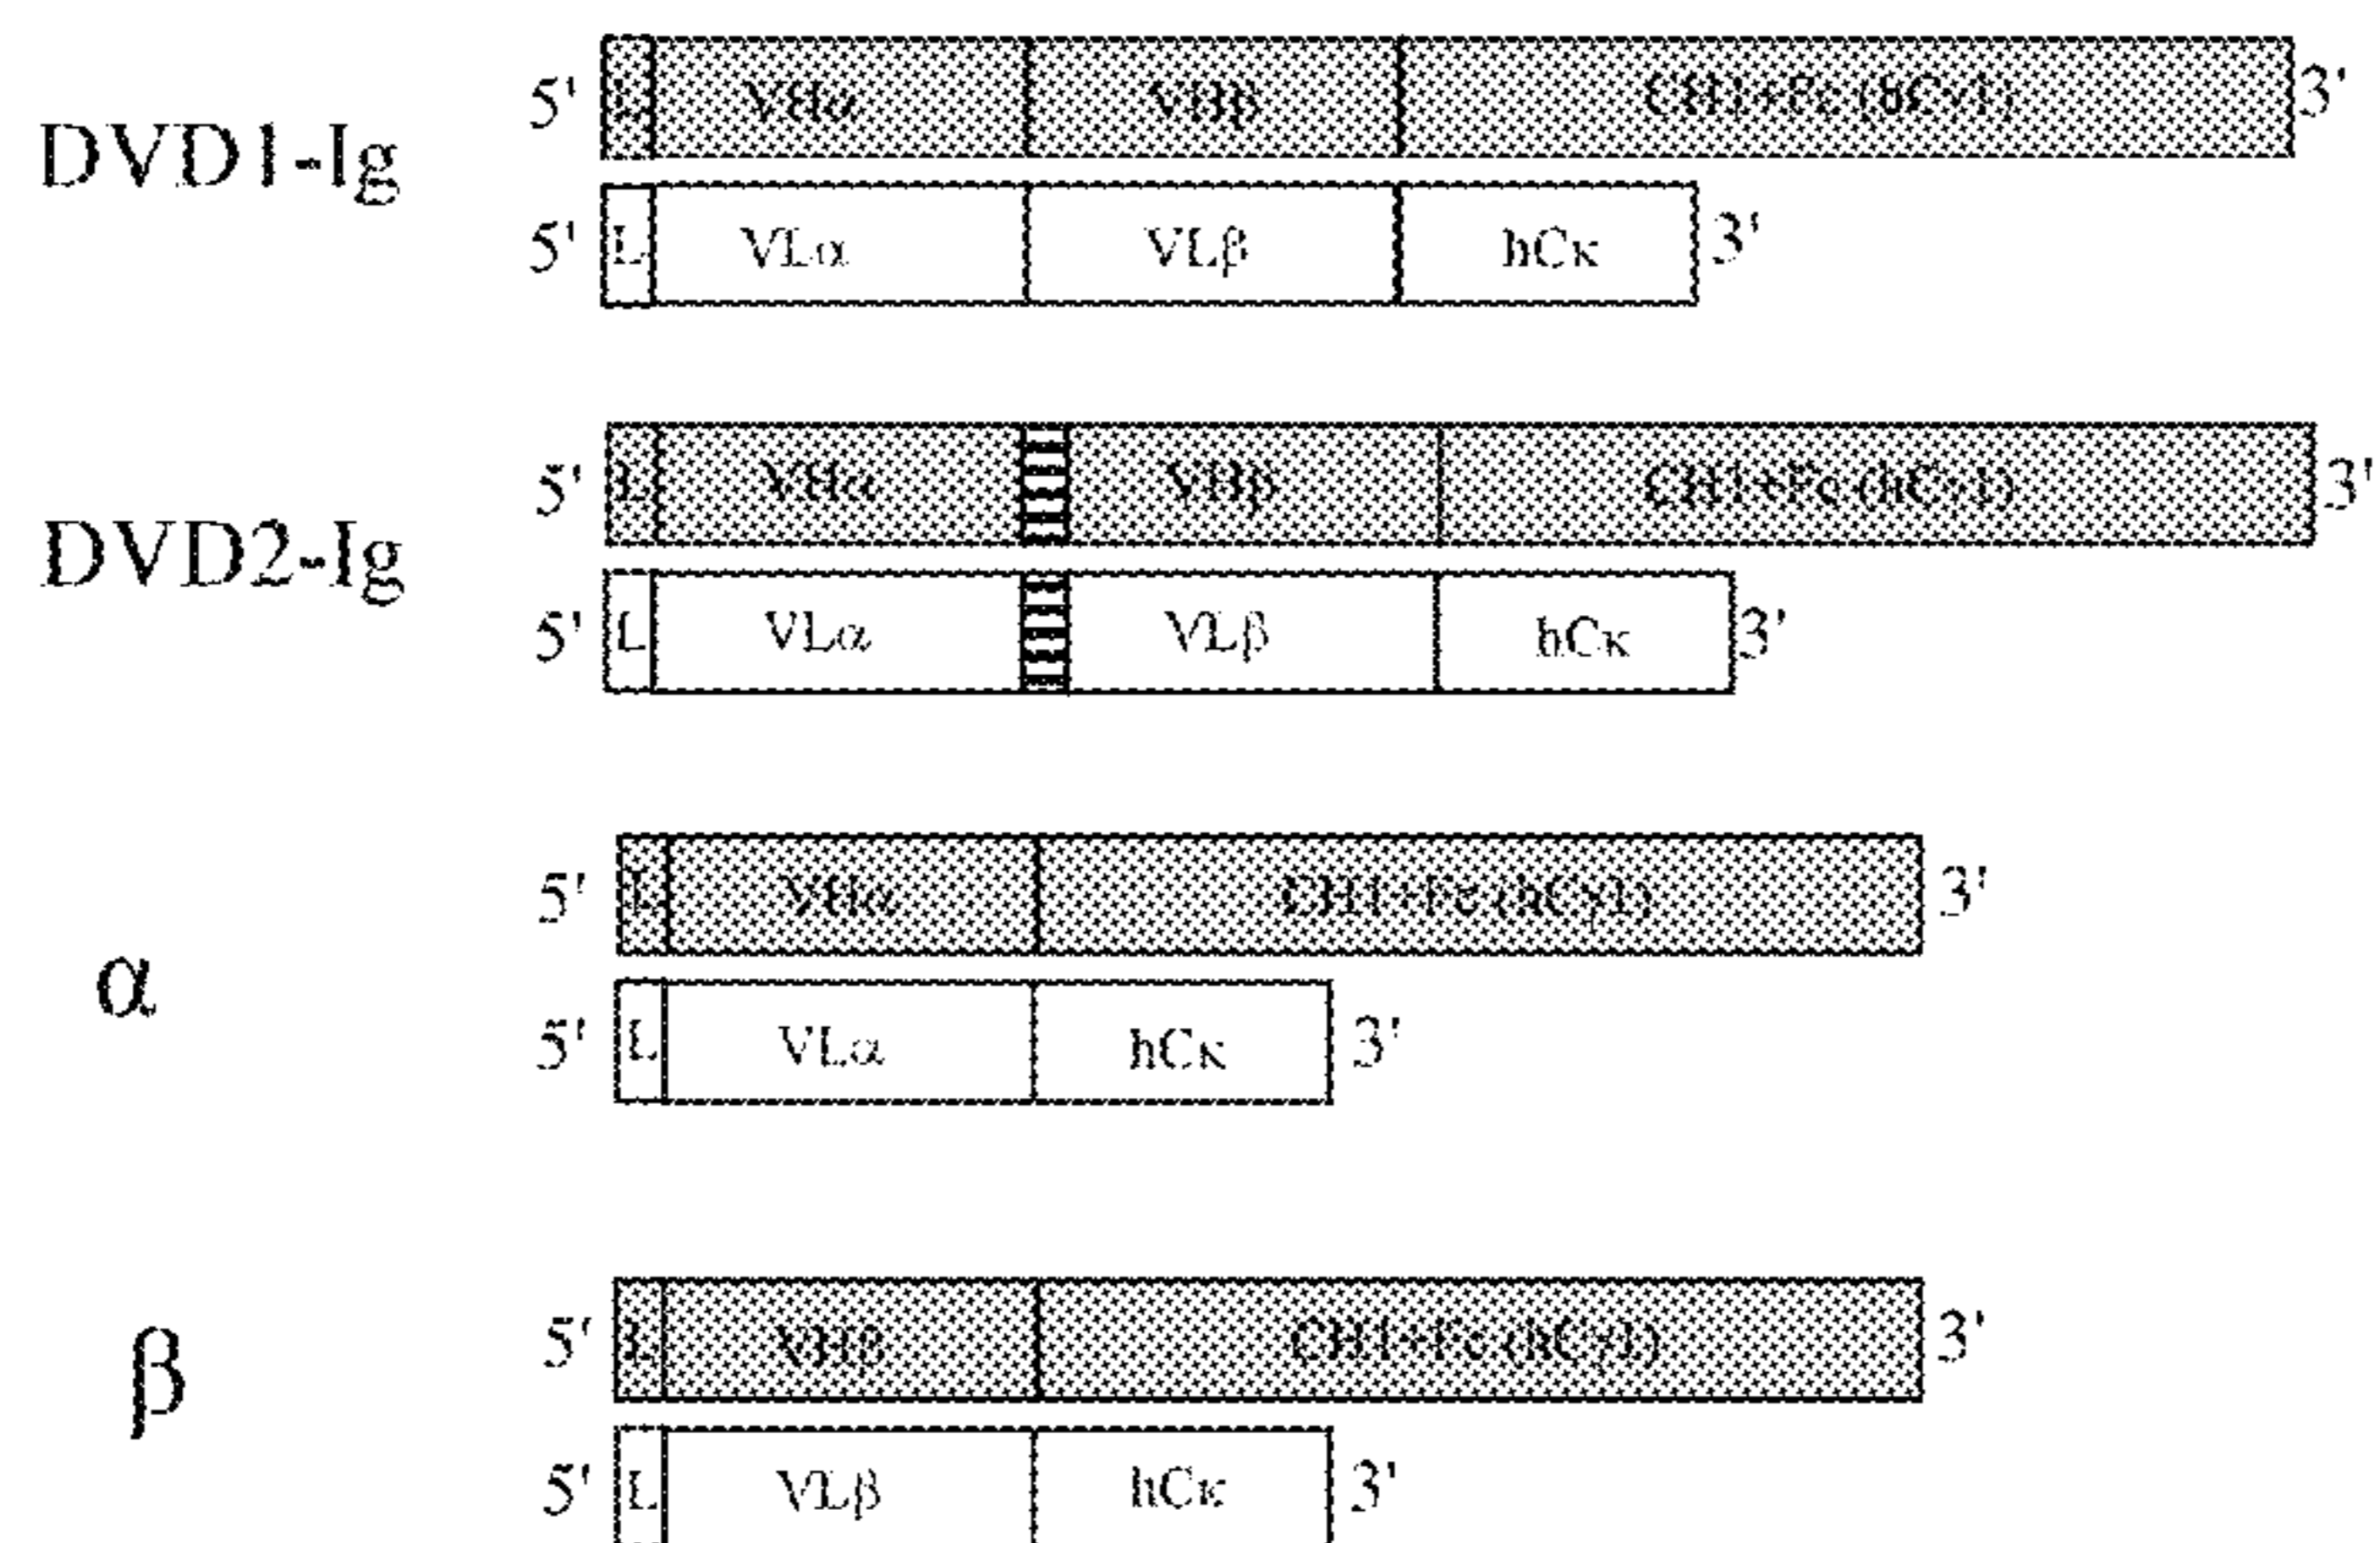 DVD1-Ig
5' L VHα VHβ CH1+Fc (hCγ1) 3'
5' L VLα VLβ hCκ 3'
DVD2-Ig
5' L VHα VHβ CH1+Fc (hCγ1) 3'
5' L VLα VLβ hCκ 3'
α
5' L VHα CH1+Fc (hCγ1) 3'
5' L VLα hCκ 3'
β
5' L VHβ CH1+Fc (hCγ1) 3'
5' L VLβ hCκ 3'